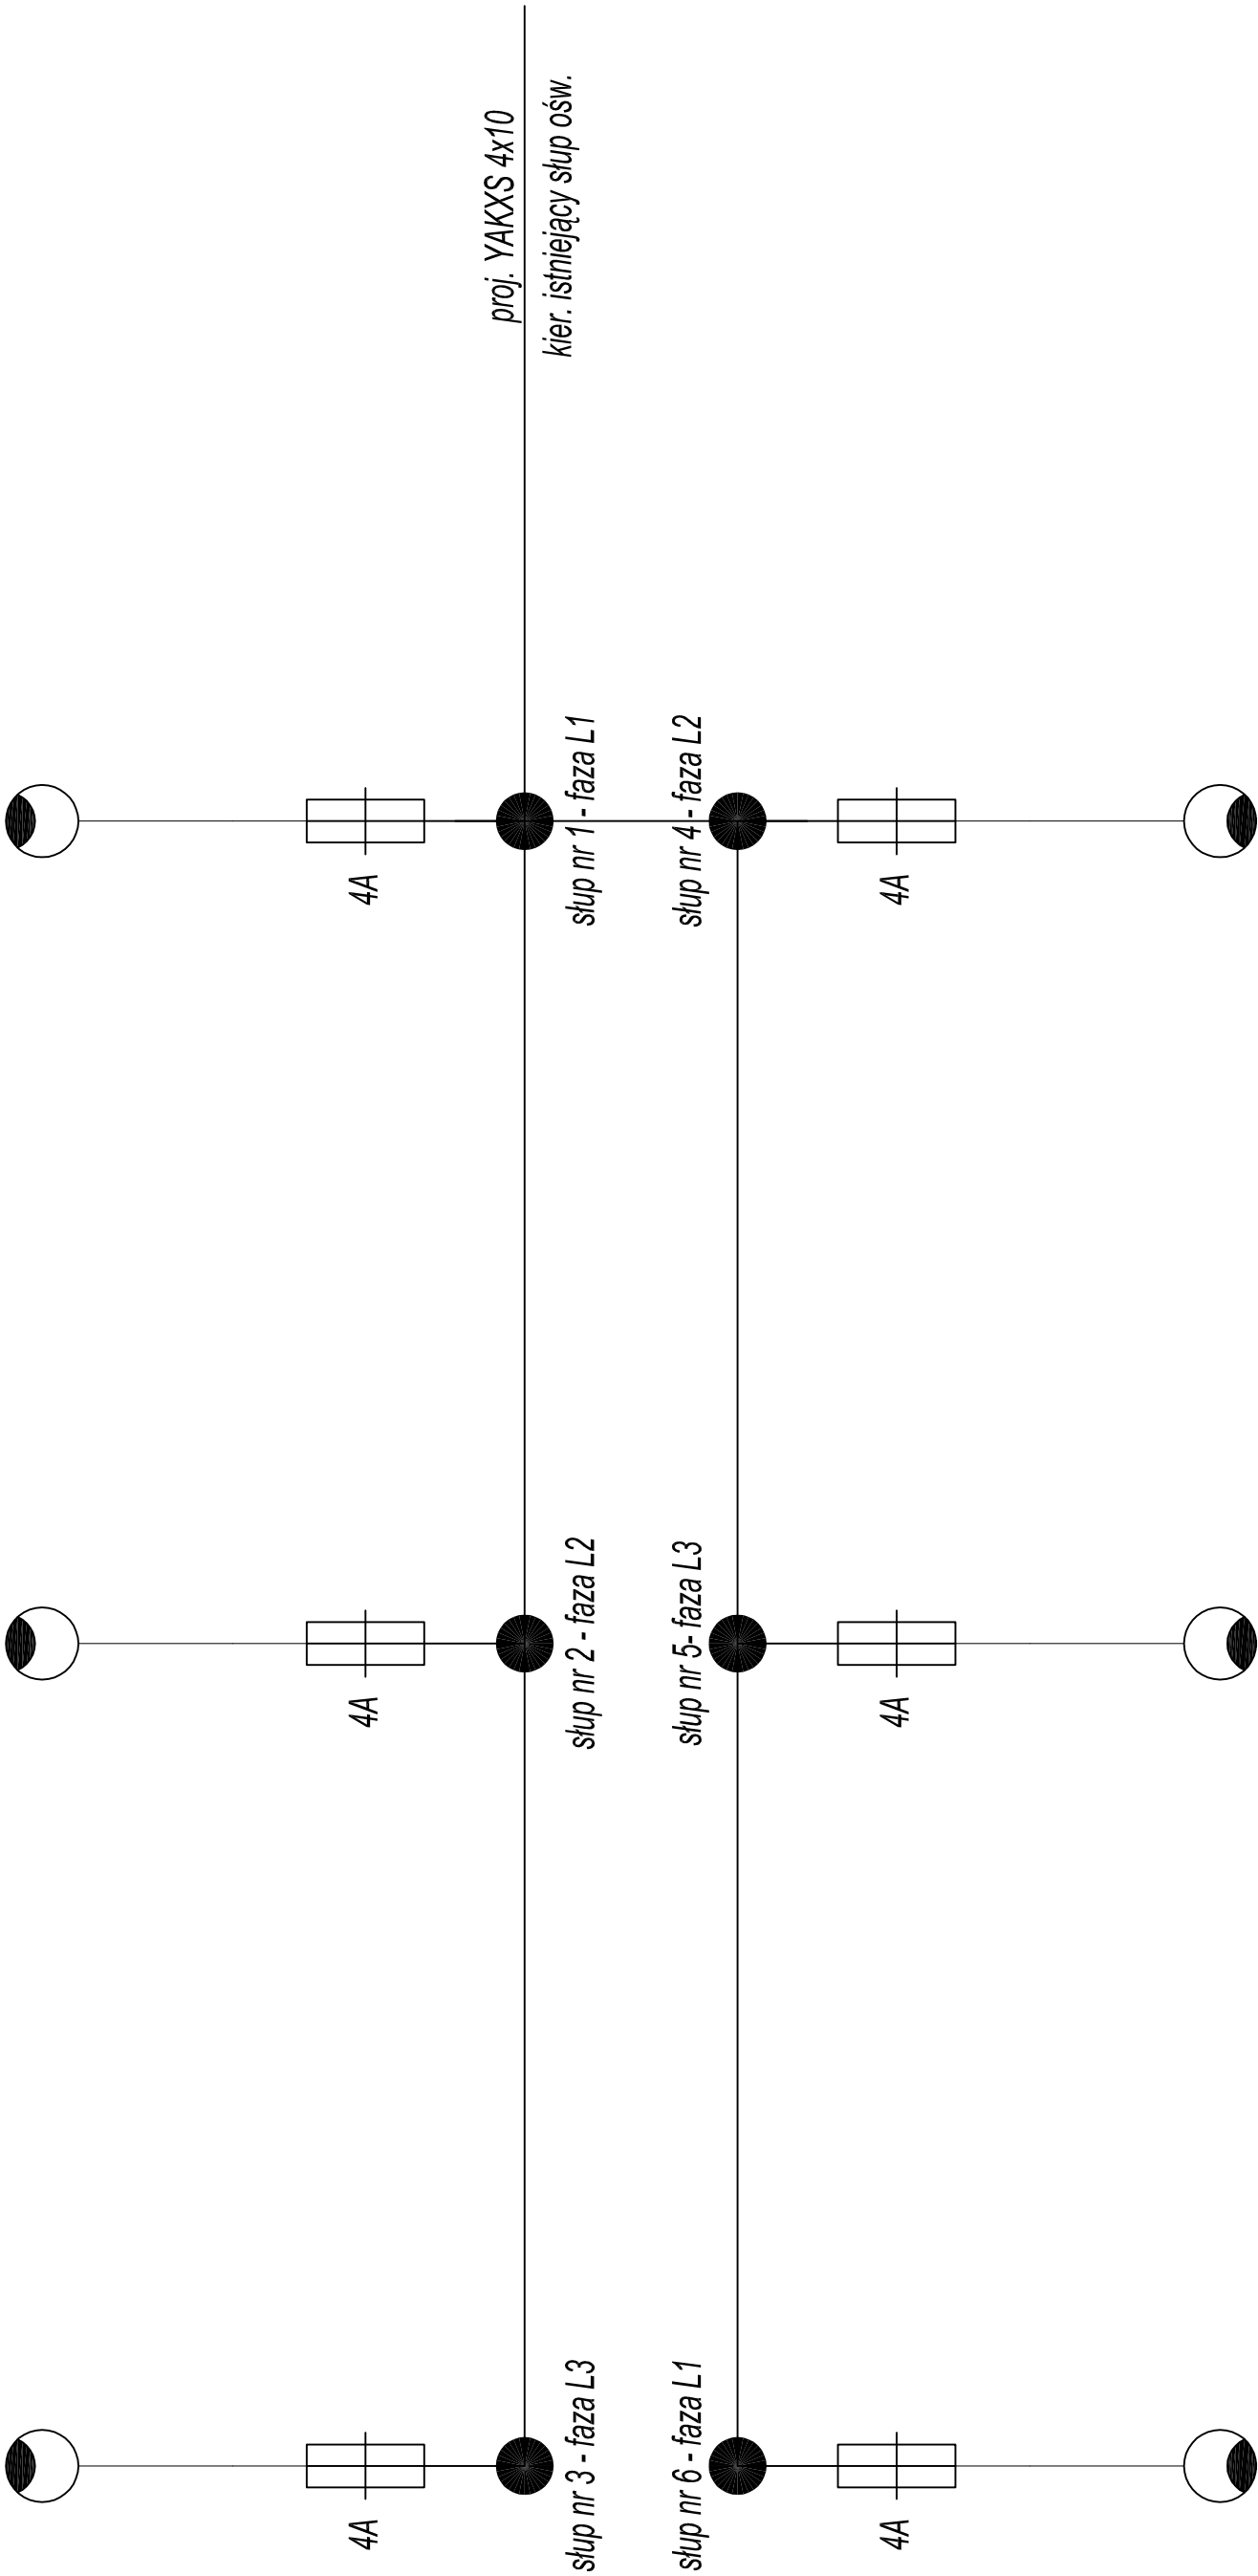 4A
4A
4A
proj. YAKXS 4x10
kier. istniejący słup ośw.
słup nr 3 - faza L3
słup nr 2 - faza L2
słup nr 1 - faza L1
słup nr 6 - faza L1
słup nr 5- faza L3
słup nr 4 - faza L2
4A
4A
4A